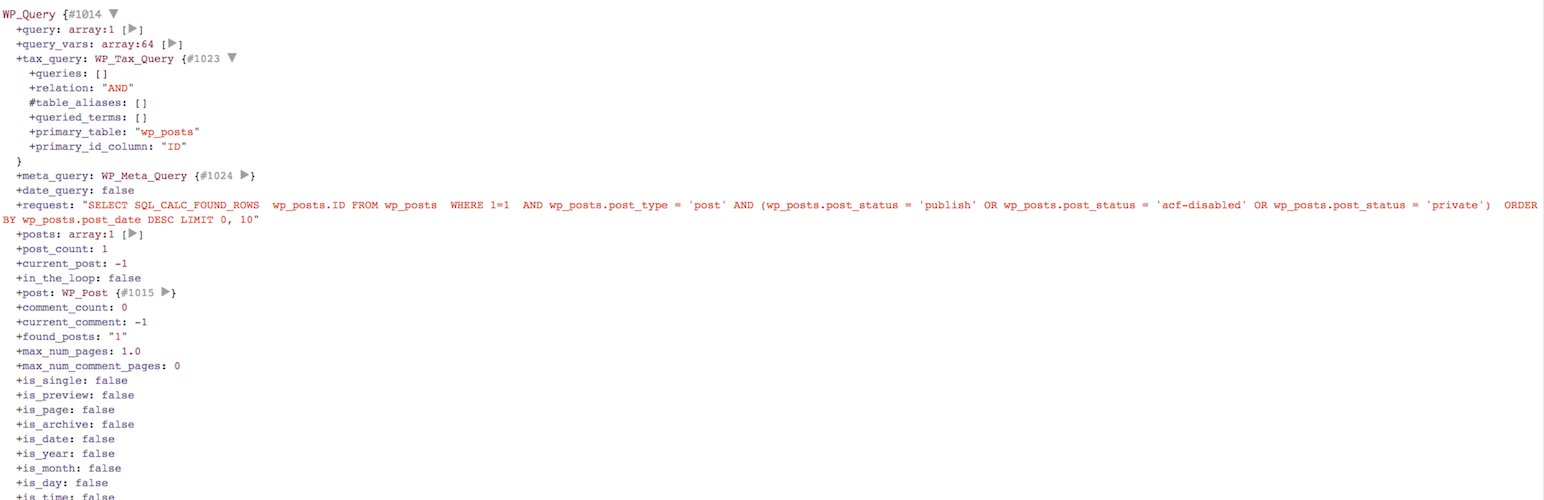 WP_Query {#1014 ▼
+query: array:1 [▶]
+query_vars: array:64 [▶]
+tax_query: WP_Tax_Query {#1023 ▼
+queries: []
+relation: "AND"
#table_aliases: []
+queried_terms: []
+primary_table: "wp_posts"
+primary_id_column: "ID"
}
+meta_query: WP_Meta_Query {#1024 ▶}
+date_query: false
+request: "SELECT SQL_CALC_FOUND_ROWS  wp_posts.ID FROM wp_posts  WHERE 1=1  AND wp_posts.post_type = 'post' AND (wp_posts.post_status = 'publish' OR wp_posts.post_status = 'acf-disabled' OR wp_posts.post_status = 'private')  ORDER
BY wp_posts.post_date DESC LIMIT 0, 10"
+posts: array:1 [▶]
+post_count: 1
+current_post: -1
+in_the_loop: false
+post: WP_Post {#1015 ▶}
+comment_count: 0
+current_comment: -1
+found_posts: "1"
+max_num_pages: 1.0
+max_num_comment_pages: 0
+is_single: false
+is_preview: false
+is_page: false
+is_archive: false
+is_date: false
+is_year: false
+is_month: false
+is_day: false
+is_time: false